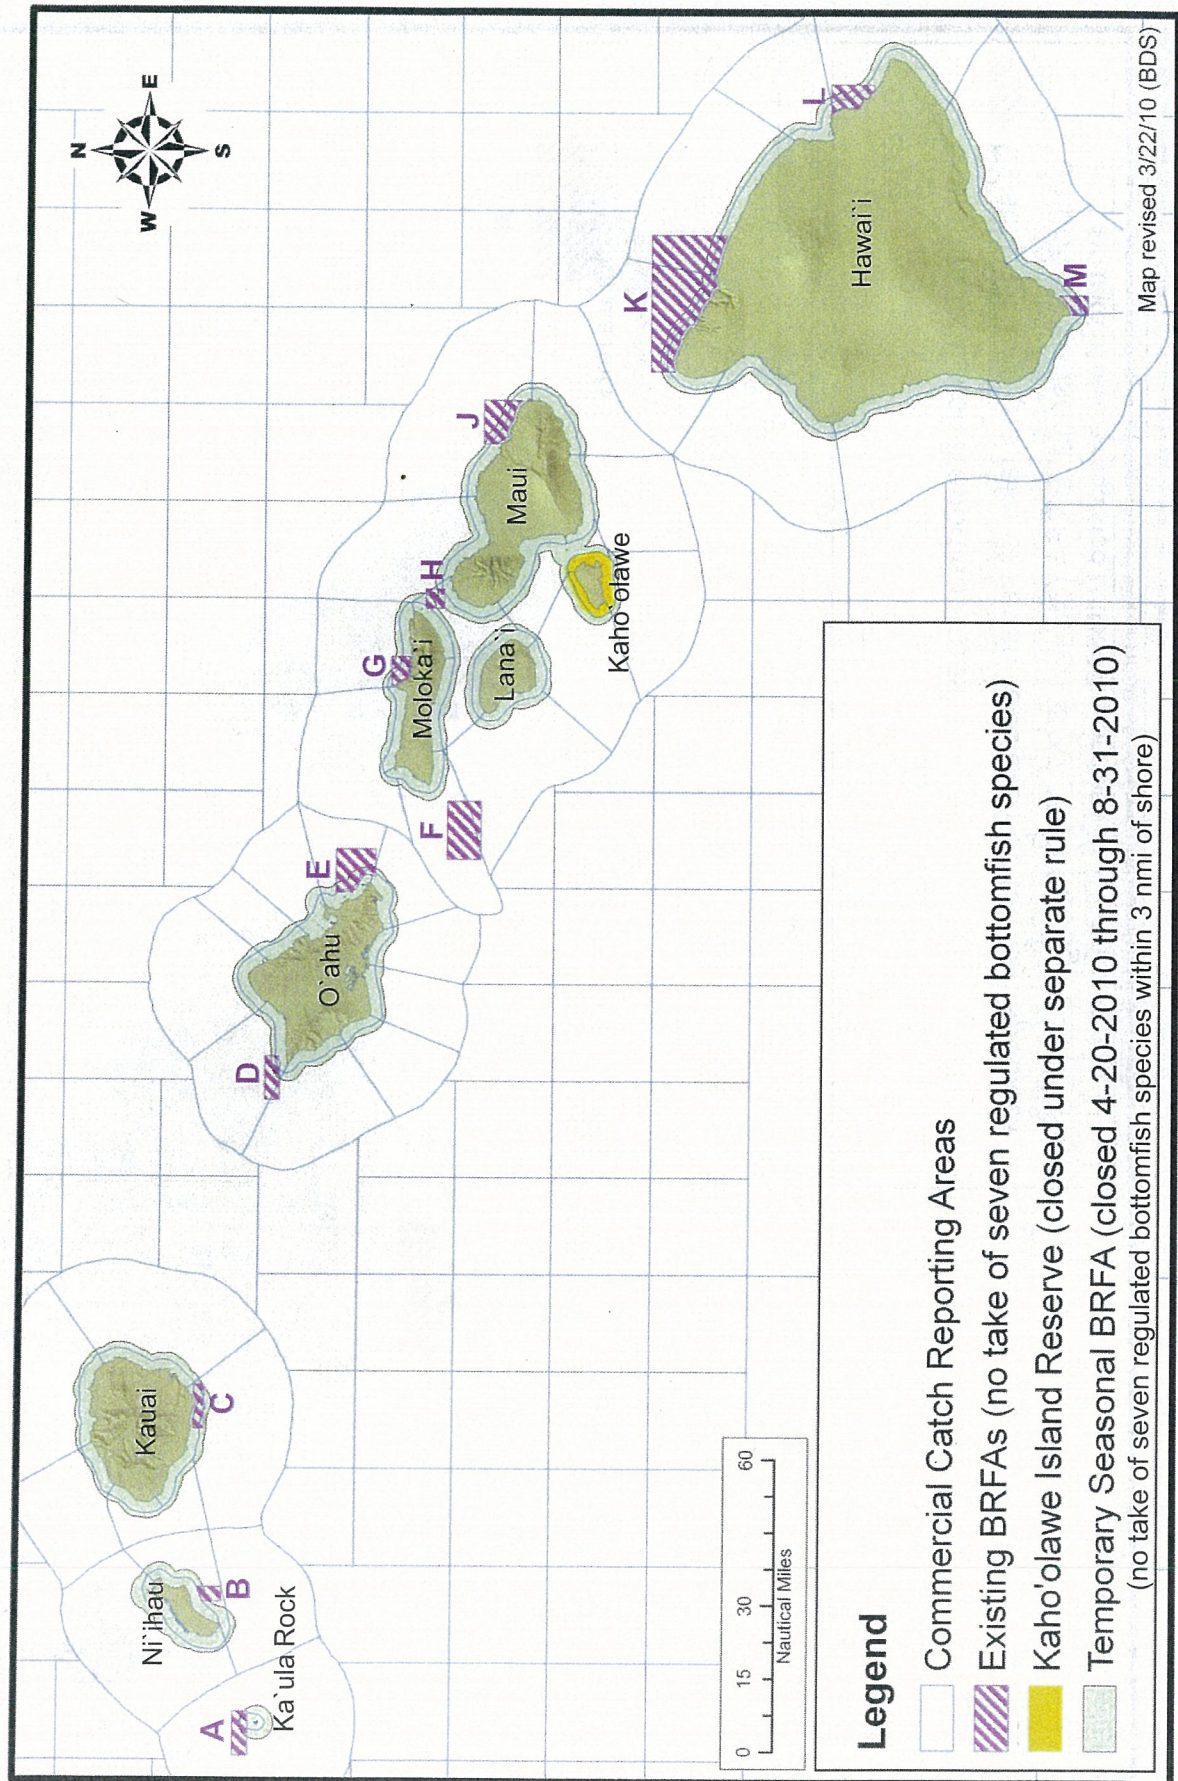 N
W
E
S
A
Ka`ula Rock
Ni`ihau
B
Kauai
C
D
O`ahu
E
F
G
Moloka`i
H
Lana`i
Maui
J
Kaho`olawe
K
Hawai`i
L
M
0 15 30 60
Nautical Miles
Legend
Commercial Catch Reporting Areas
Existing BRFAs (no take of seven regulated bottomfish species)
Kaho'olawe Island Reserve (closed under separate rule)
Temporary Seasonal BRFA (closed 4-20-2010 through 8-31-2010)
(no take of seven regulated bottomfish species within 3 nmi of shore)
Map revised 3/22/10 (BDS)